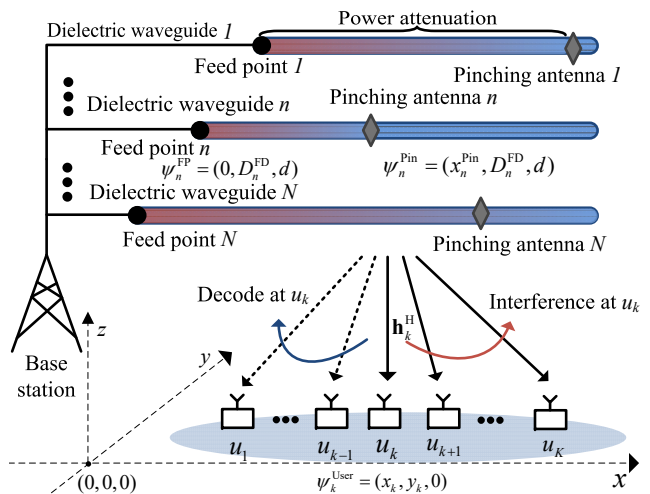 Dielectric waveguide 1
Power attenuation
Feed point 1
Pinching antenna 1
Dielectric waveguide n
Pinching antenna n
Feed point n
ψ_n^FP = (0, D_n^FD, d)
ψ_n^Pin = (x_n^Pin, D_n^FD, d)
Dielectric waveguide N
Feed point N
Pinching antenna N
Decode at u_k
h_k^H
Interference at u_k
z
y
Base
station
u_1
u_{k-1}
u_k
u_{k+1}
u_K
(0,0,0)
ψ_k^User = (x_k, y_k, 0)
x